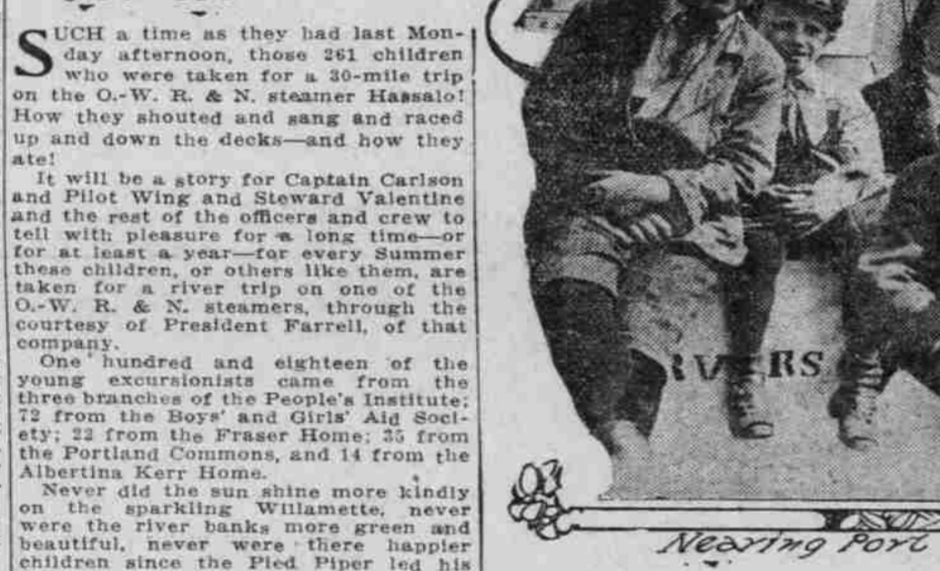 SUCH a time as they had last Mon-
day afternoon, those 261 children
who were taken for a 30-mile trip
on the O.-W. R. & N. steamer Hassalo!
How they shouted and sang and raced
up and down the decks—and how they
ate!
It will be a story for Captain Carlson
and Pilot Wing and Steward Valentine
and the rest of the officers and crew to
tell with pleasure for a long time—or
for at least a year—for every Summer
these children, or others like them, are
taken for a river trip on one of the
O.-W. R. & N. steamers, through the
courtesy of President Farrell, of that
company.
One hundred and eighteen of the
young excursionists came from the
three branches of the People's Institute;
72 from the Boys' and Girls' Aid Soci-
ety; 22 from the Fraser Home; 35 from
the Portland Commons, and 14 from the
Albertina Kerr Home.
Never did the sun shine more kindly
on the sparkling Willamette, never
were the river banks more green and
beautiful, never were there happier
children since the Pied Piper led his
Nearing Port